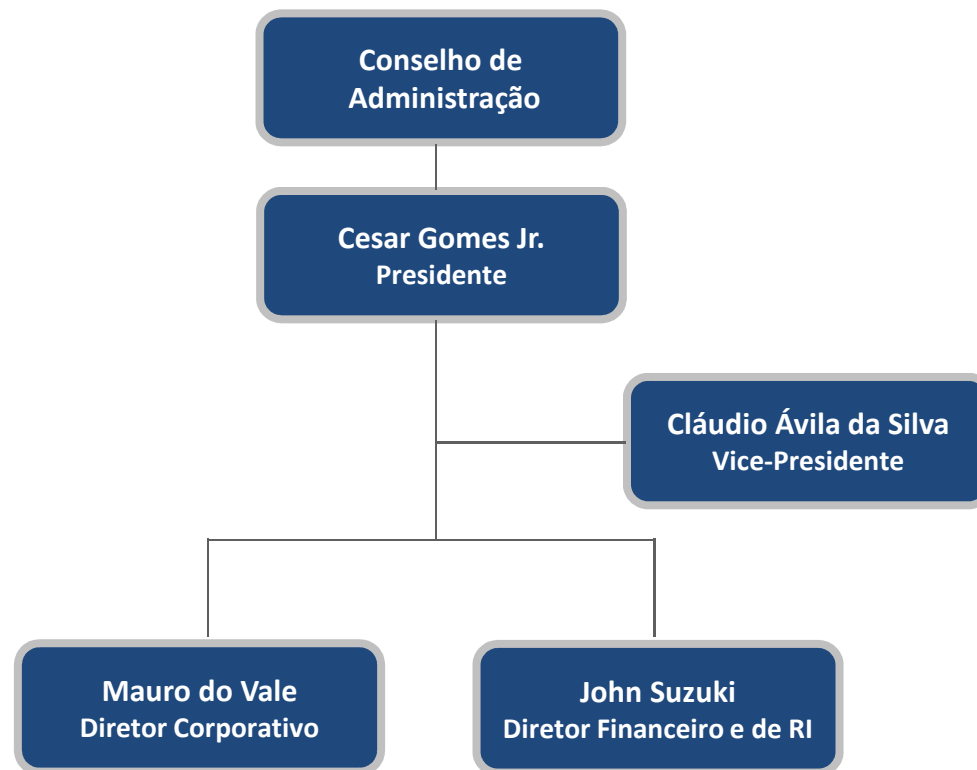 Conselho de
Administração
Cesar Gomes Jr.
Presidente
Cláudio Ávila da Silva
Vice-Presidente
Mauro do Vale
Diretor Corporativo
John Suzuki
Diretor Financeiro e de RI